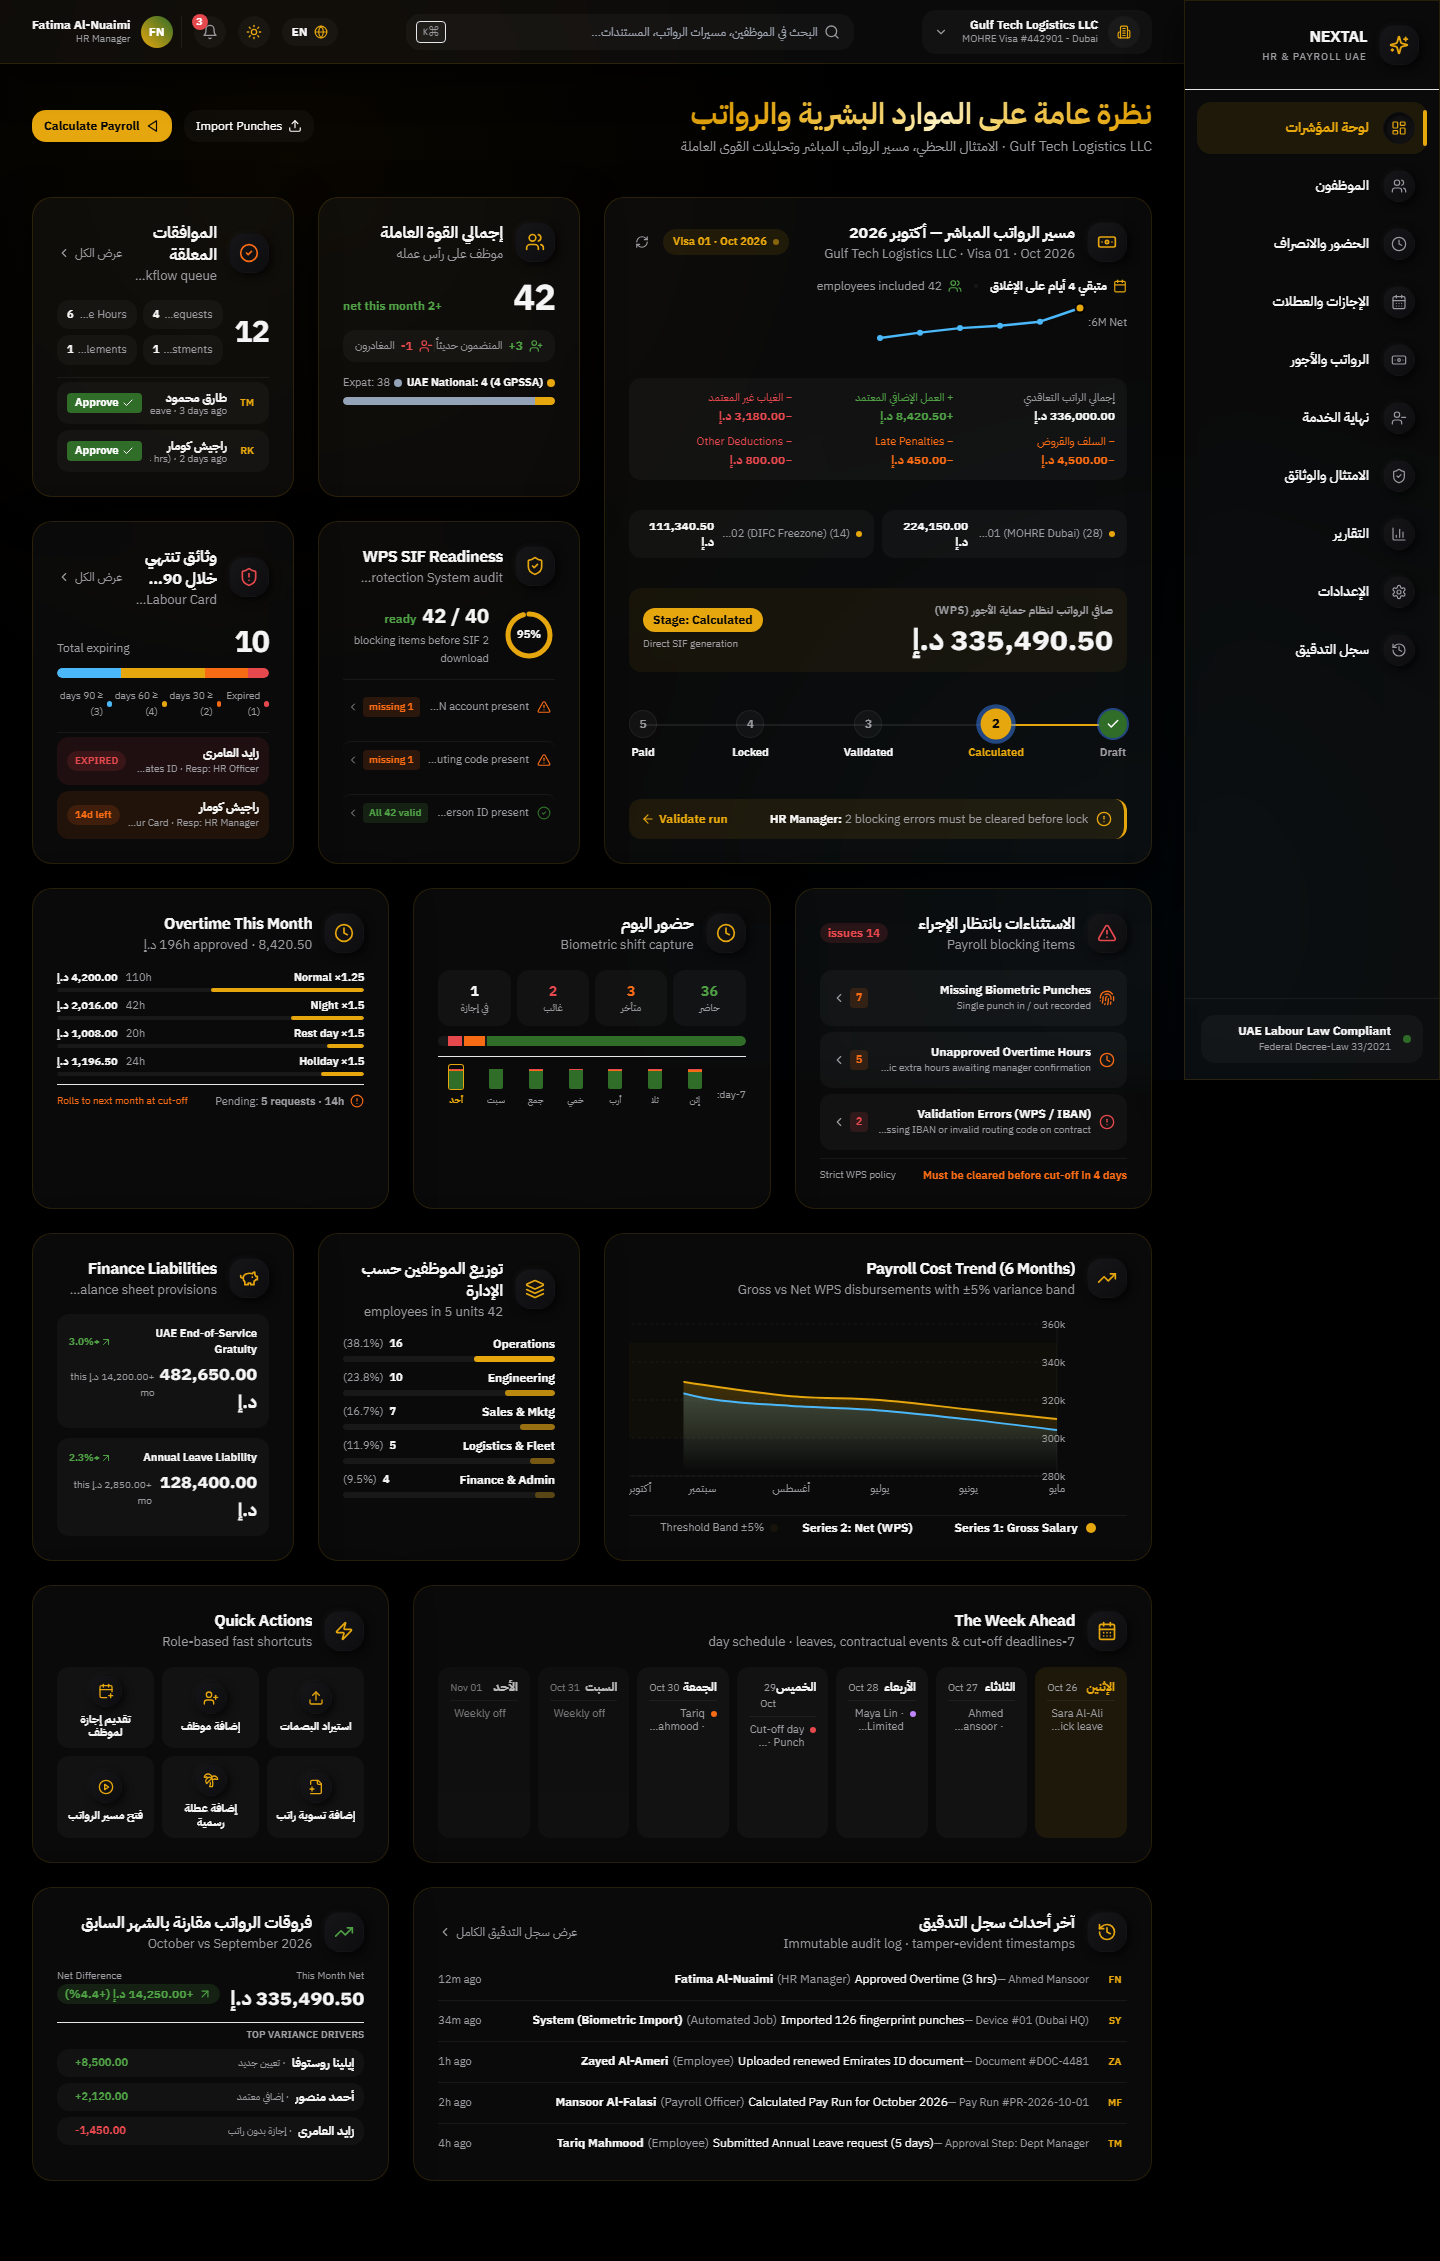 NEXTAL
HR & PAYROLL UAE
لوحة المؤشرات
الموظفون
الحضور والانصراف
الإجازات والعطلات
الرواتب والأجور
نهاية الخدمة
الامتثال والوثائق
التقارير
الإعدادات
سجل التدقيق
UAE Labour Law Compliant
Federal Decree-Law 33/2021
Gulf Tech Logistics LLC
MOHRE Visa #442901 - Dubai
البحث في الموظفين، مسيرات الرواتب، المستندات...
K⌘
EN
3
Fatima Al-Nuaimi
HR Manager
FN
نظرة عامة على الموارد البشرية والرواتب
Gulf Tech Logistics LLC · الامتثال اللحظي، مسير الرواتب المباشر وتحليلات القوى العاملة
Import Punches
Calculate Payroll
مسير الرواتب المباشر — أكتوبر 2026
Gulf Tech Logistics LLC · Visa 01 · Oct 2026
Visa 01 · Oct 2026
متبقي 4 أيام على الإغلاق
employees included 42
:6M Net
إجمالي الراتب التعاقدي
336,000.00 د.إ
+ العمل الإضافي المعتمد
+8,420.50 د.إ
− الغياب غير المعتمد
−3,180.00 د.إ
− السلف والقروض
−4,500.00 د.إ
− Late Penalties
−450.00 د.إ
− Other Deductions
−800.00 د.إ
...01 (MOHRE Dubai) (28)
224,150.00 د.إ
...02 (DIFC Freezone) (14)
111,340.50 د.إ
صافي الرواتب لنظام حماية الأجور (WPS)
335,490.50 د.إ
Stage: Calculated
Direct SIF generation
Draft
2
Calculated
3
Validated
4
Locked
5
Paid
HR Manager: 2 blocking errors must be cleared before lock
Validate run
إجمالي القوة العاملة
موظف على رأس عمله
42
net this month 2+
+3 المنضمون حديثاً
-1 المغادرون
UAE National: 4 (4 GPSSA)
Expat: 38
الموافقات المعلقة
...kflow queue
عرض الكل
12
4 ...equests
6 ...e Hours
1 ...stments
1 ...lements
TM
طارق محمود
eave · 3 days ago
Approve
RK
راجيش كومار
. hrs) · 2 days ago
Approve
WPS SIF Readiness
...rotection System audit
95%
ready 42 / 40
blocking items before SIF 2
download
...N account present
missing 1
...uting code present
missing 1
...erson ID present
All 42 valid
وثائق تنتهي خلال 90...
...Labour Card
عرض الكل
10
Total expiring
Expired (1)
days 30 ≥ (2)
days 60 ≥ (4)
days 90 ≥ (3)
زايد العامري
...ates ID · Resp: HR Officer
EXPIRED
راجيش كومار
...ur Card · Resp: HR Manager
14d left
الاستثناءات بانتظار الإجراء
Payroll blocking items
issues 14
Missing Biometric Punches
Single punch in / out recorded
7
Unapproved Overtime Hours
...ic extra hours awaiting manager confirmation
5
Validation Errors (WPS / IBAN)
...ssing IBAN or invalid routing code on contract
2
Must be cleared before cut-off in 4 days
Strict WPS policy
حضور اليوم
Biometric shift capture
36
حاضر
3
متأخر
2
غائب
1
في إجازة
:day-7
إثن
ثلا
أرب
خمي
جمع
سبت
أحد
Overtime This Month
196h approved · 8,420.50 د.إ
Normal ×1.25
110h
4,200.00 د.إ
Night ×1.5
42h
2,016.00 د.إ
Rest day ×1.5
20h
1,008.00 د.إ
Holiday ×1.5
24h
1,196.50 د.إ
Pending: 5 requests · 14h
Rolls to next month at cut-off
Payroll Cost Trend (6 Months)
Gross vs Net WPS disbursements with ±5% variance band
360k
340k
320k
300k
280k
مايو
يونيو
يوليو
أغسطس
سبتمبر
أكتوبر
Series 1: Gross Salary
Series 2: Net (WPS)
Threshold Band ±5%
توزيع الموظفين حسب الإدارة
employees in 5 units 42
Operations
16 (38.1%)
Engineering
10 (23.8%)
Sales & Mktg
7 (16.7%)
Logistics & Fleet
5 (11.9%)
Finance & Admin
4 (9.5%)
Finance Liabilities
...alance sheet provisions
UAE End-of-Service Gratuity
3.0%+
482,650.00 د.إ
+14,200.00 د.إ this mo
Annual Leave Liability
2.3%+
128,400.00 د.إ
+2,850.00 د.إ this mo
The Week Ahead
day schedule · leaves, contractual events & cut-off deadlines-7
الإثنين
Oct 26
Sara Al-Ali
...ick leave
الثلاثاء
Oct 27
Ahmed
...ansoor ·
الأربعاء
Oct 28
Maya Lin ·
...Limited
الخميس
29 Oct
Cut-off day
...· Punch
الجمعة
Oct 30
Tariq
...ahmood ·
السبت
Oct 31
Weekly off
الأحد
Nov 01
Weekly off
Quick Actions
Role-based fast shortcuts
استيراد البصمات
إضافة موظف
تقديم إجازة لموظف
إضافة تسوية راتب
إضافة عطلة رسمية
فتح مسير الرواتب
آخر أحداث سجل التدقيق
Immutable audit log · tamper-evident timestamps
عرض سجل التدقيق الكامل
FN
Fatima Al-Nuaimi (HR Manager) Approved Overtime (3 hrs)— Ahmed Mansoor
12m ago
SY
System (Biometric Import) (Automated Job) Imported 126 fingerprint punches— Device #01 (Dubai HQ)
34m ago
ZA
Zayed Al-Ameri (Employee) Uploaded renewed Emirates ID document— Document #DOC-4481
1h ago
MF
Mansoor Al-Falasi (Payroll Officer) Calculated Pay Run for October 2026— Pay Run #PR-2026-10-01
2h ago
TM
Tariq Mahmood (Employee) Submitted Annual Leave request (5 days)— Approval Step: Dept Manager
4h ago
فروقات الرواتب مقارنة بالشهر السابق
October vs September 2026
This Month Net
335,490.50 د.إ
Net Difference
+14,250.00 د.إ (+4.4%)
TOP VARIANCE DRIVERS
إيلينا روستوفا · تعيين جديد
+8,500.00
أحمد منصور · إضافي معتمد
+2,120.00
زايد العامري · إجازة بدون راتب
-1,450.00